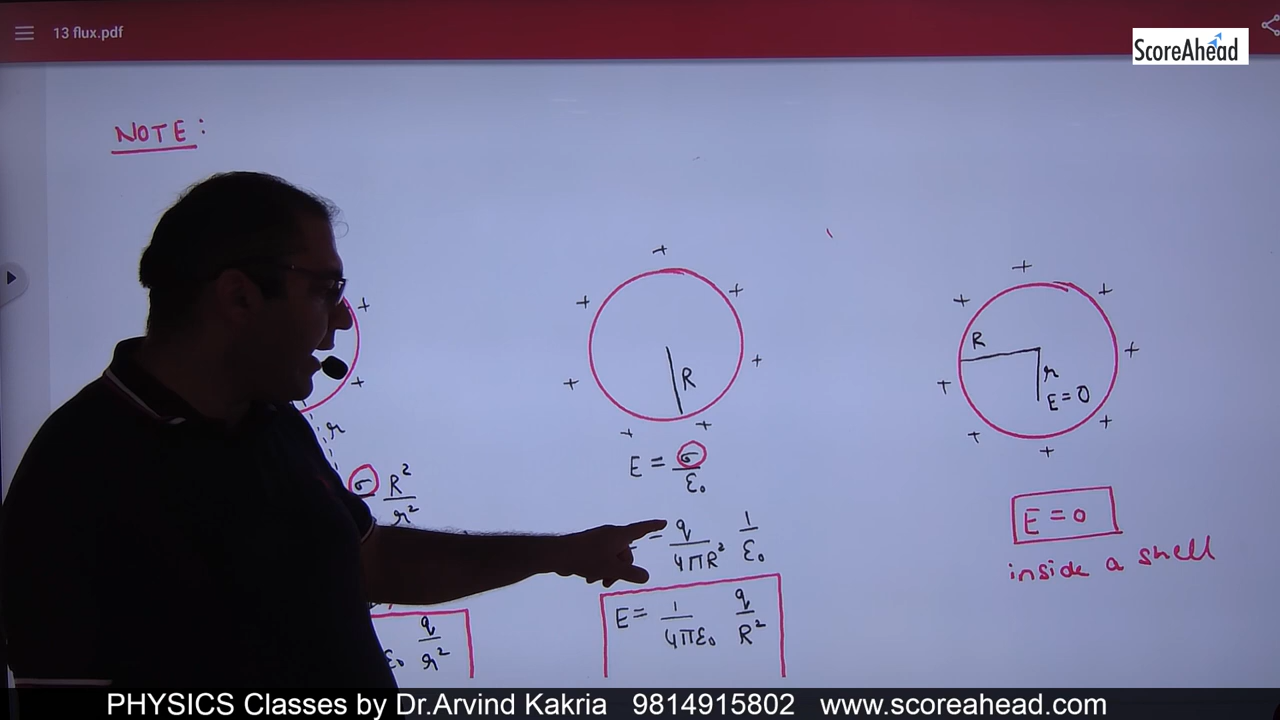 13 flux.pdf
ScoreAhead
NOTE:
r
σ R²
r²
q
ε₀ r²
R
E = σ
ε₀
= q 1
4πR² ε₀
E = 1 q
4πε₀ R²
R
r
E = 0
E = 0
inside a shell
PHYSICS Classes by Dr.Arvind Kakria 9814915802 www.scoreahead.com